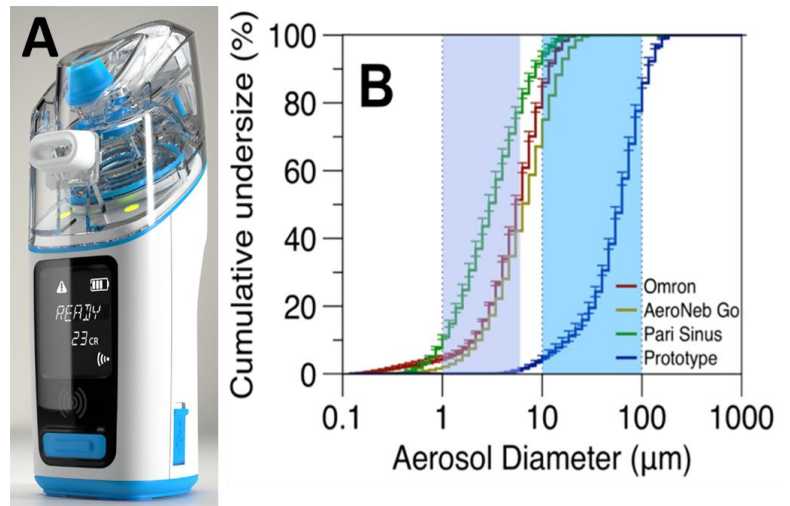 A
READY
23CR
B
Cumulative undersize (%)
100
80
60
40
20
0
Omron
AeroNeb Go
Pari Sinus
Prototype
0.1 1 10 100 1000
Aerosol Diameter (µm)